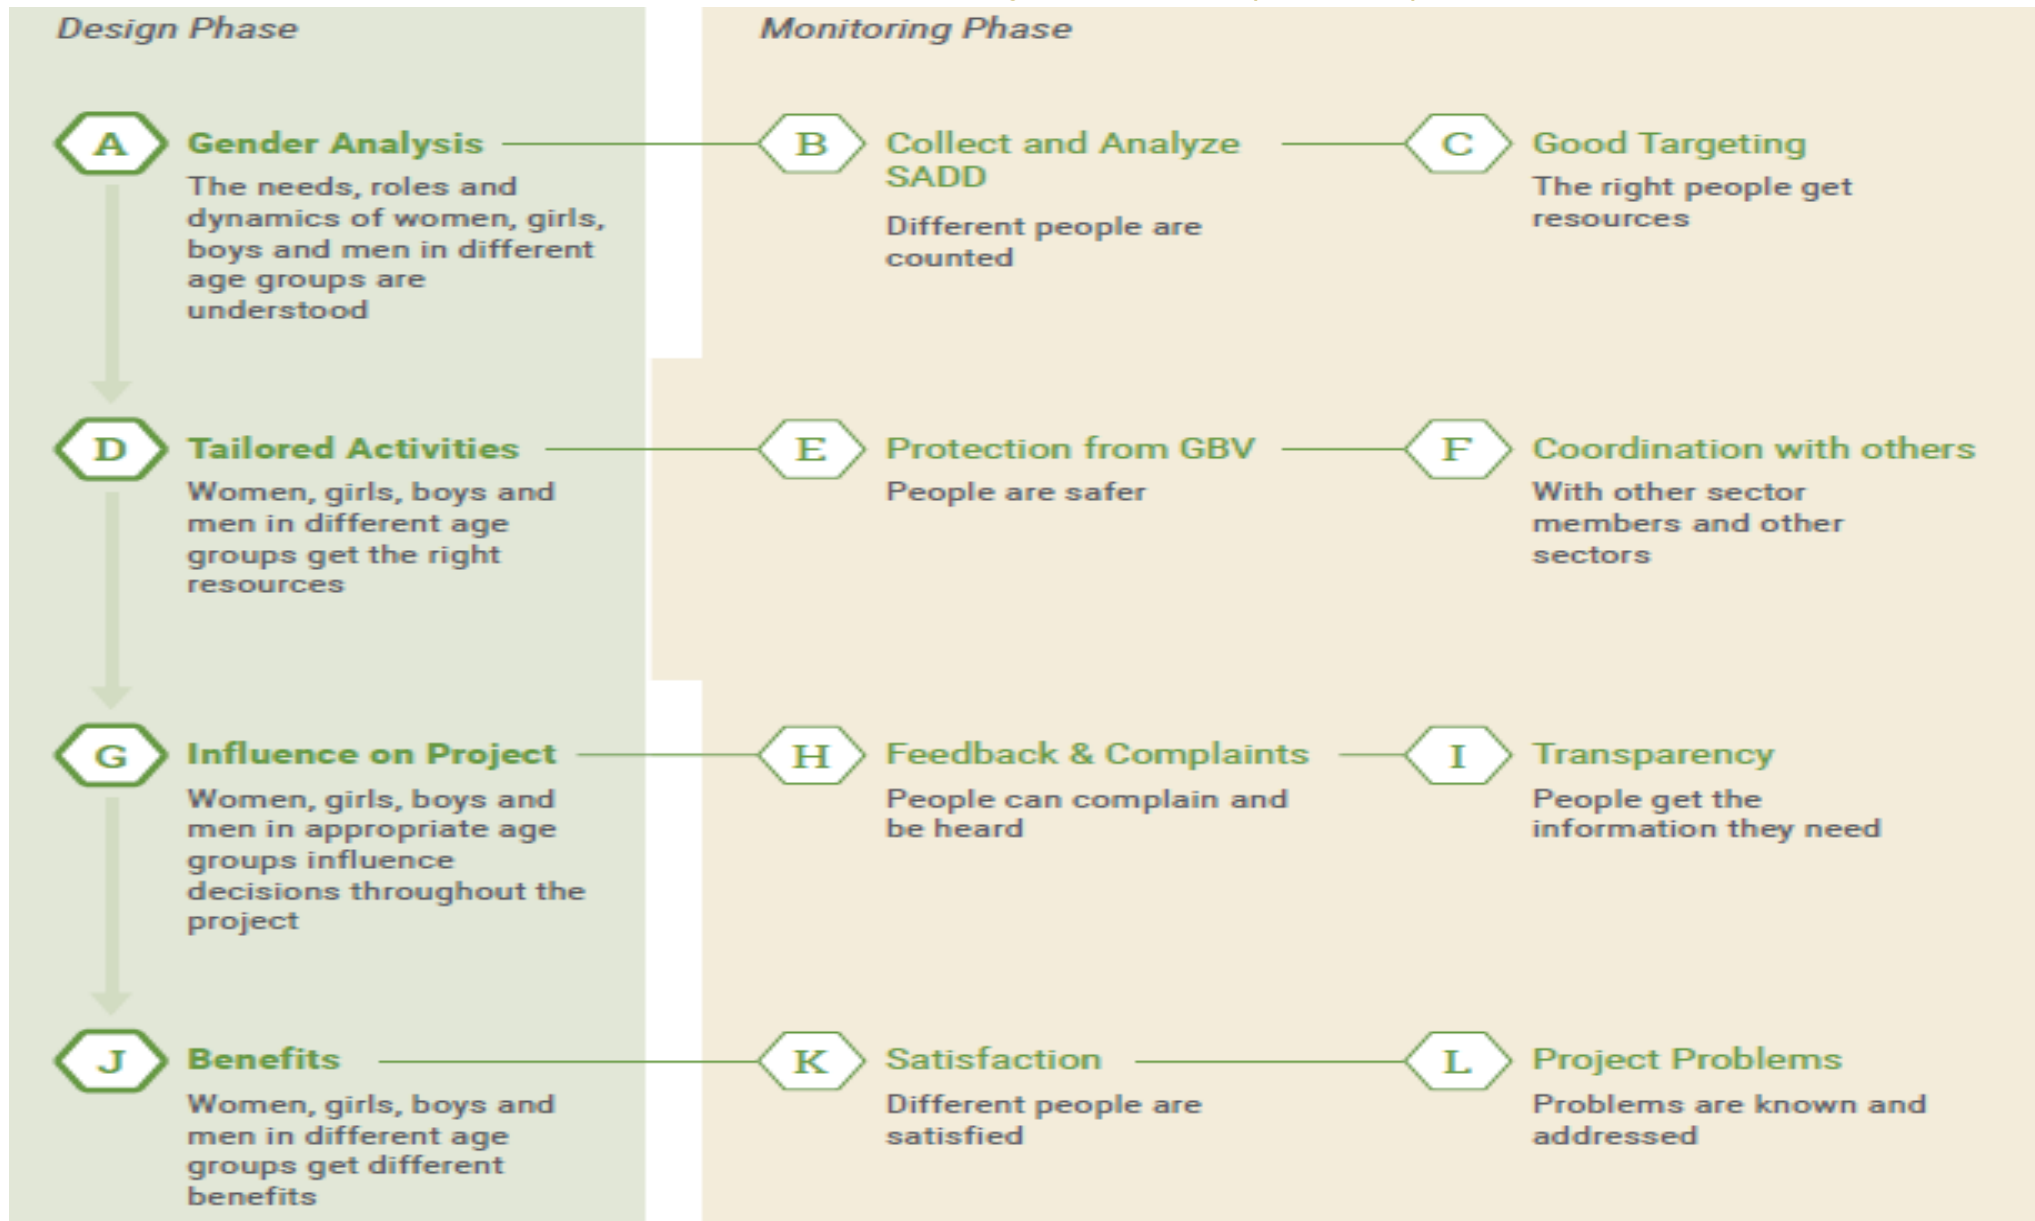 Design Phase
Monitoring Phase
A
Gender Analysis
The needs, roles and
dynamics of women, girls,
boys and men in different
age groups are
understood
B
Collect and Analyze
SADD
Different people are
counted
C
Good Targeting
The right people get
resources
D
Tailored Activities
Women, girls, boys and
men in different age
groups get the right
resources
E
Protection from GBV
People are safer
F
Coordination with others
With other sector
members and other
sectors
G
Influence on Project
Women, girls, boys and
men in appropriate age
groups influence
decisions throughout the
project
H
Feedback & Complaints
People can complain and
be heard
I
Transparency
People get the
information they need
J
Benefits
Women, girls, boys and
men in different age
groups get different
benefits
K
Satisfaction
Different people are
satisfied
L
Project Problems
Problems are known and
addressed